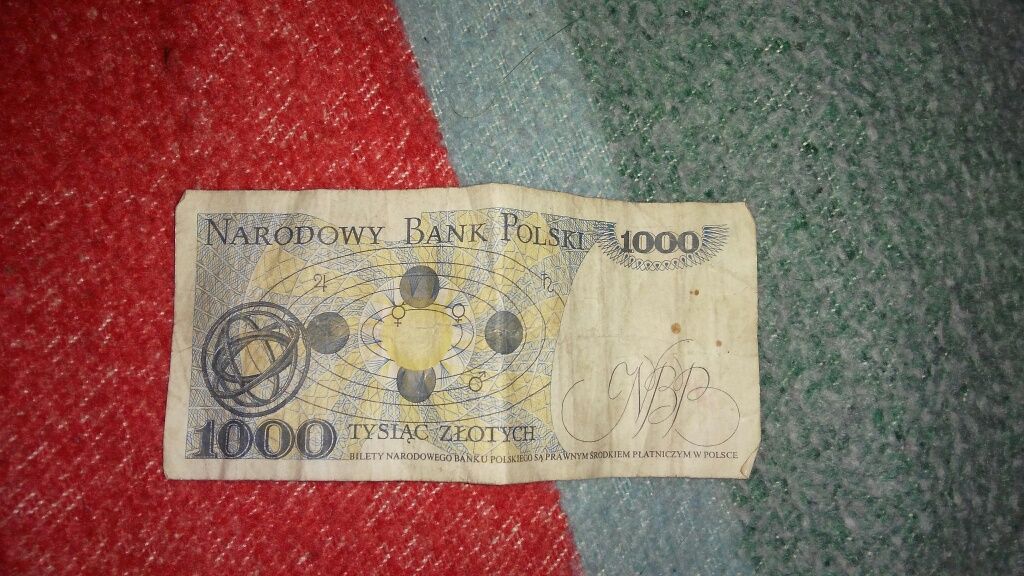 NARODOWY BANK POLSKI 1000
NBP
1000 TYSIĄC ZŁOTYCH
BILETY NARODOWEGO BANKU POLSKIEGO SĄ PRAWNYM ŚRODKIEM PŁATNICZYM W POLSCE